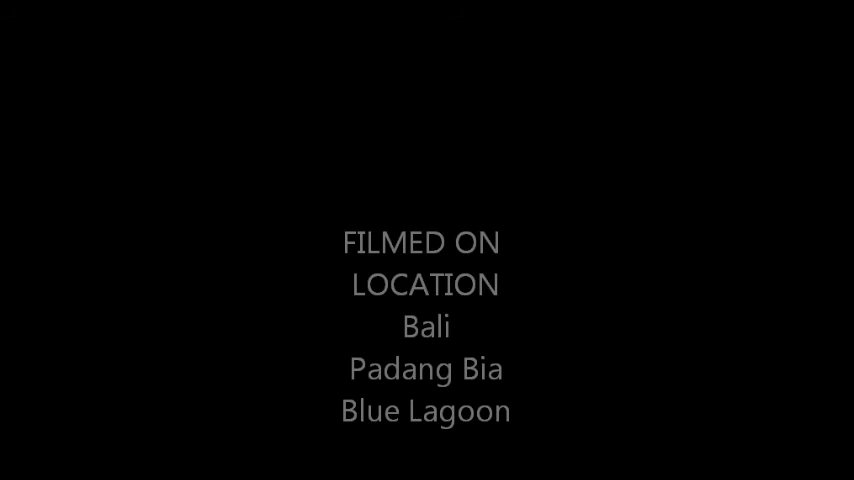 FILMED ON
LOCATION
Bali
Padang Bia
Blue Lagoon